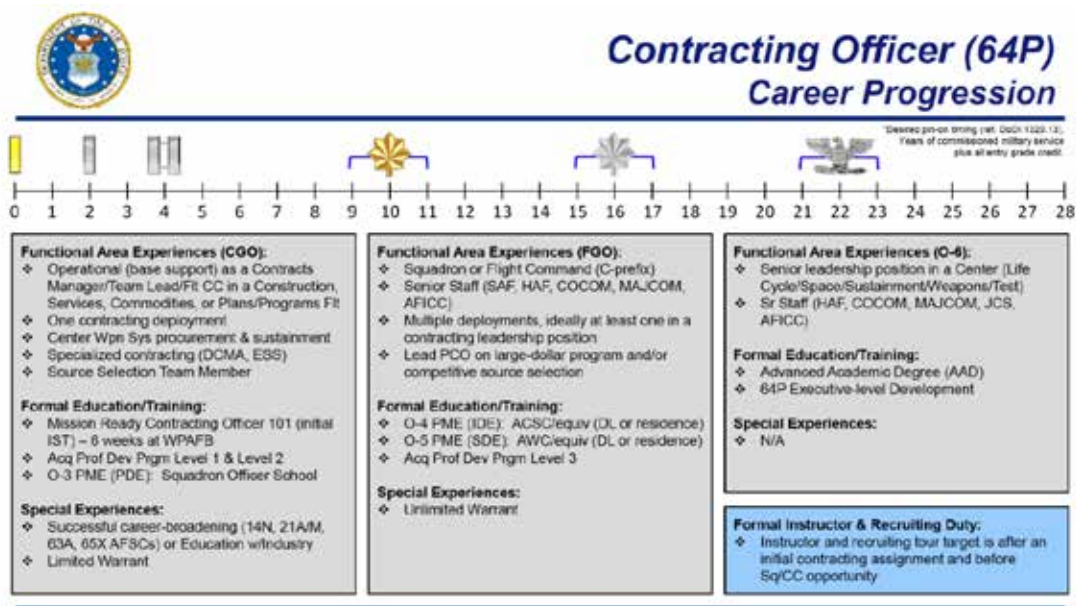 Contracting Officer (64P)
Career Progression
*Desired pin-on timing (ref. DoDI 1320.13),
Years of commissioned military service
plus all entry grade credit.
0 1 2 3 4 5 6 7 8 9 10 11 12 13 14 15 16 17 18 19 20 21 22 23 24 25 26 27 28
Functional Area Experiences (CGO):
❖ Operational (base support) as a Contracts
Manager/Team Lead/Flt CC in a Construction,
Services, Commodities, or Plans/Programs Flt
❖ One contracting deployment
❖ Center Wpn Sys procurement & sustainment
❖ Specialized contracting (DCMA, ESS)
❖ Source Selection Team Member
Formal Education/Training:
❖ Mission Ready Contracting Officer 101 (initial
IST) – 6 weeks at WPAFB
❖ Acq Prof Dev Prgm Level 1 & Level 2
❖ O-3 PME (PDE): Squadron Officer School
Special Experiences:
❖ Successful career-broadening (14N, 21A/M,
63A, 65X AFSCs) or Education w/Industry
❖ Limited Warrant
Functional Area Experiences (FGO):
❖ Squadron or Flight Command (C-prefix)
❖ Senior Staff (SAF, HAF, COCOM, MAJCOM,
AFICC)
❖ Multiple deployments, ideally at least one in a
contracting leadership position
❖ Lead PCO on large-dollar program and/or
competitive source selection
Formal Education/Training:
❖ O-4 PME (IDE): ACSC/equiv (DL or residence)
❖ O-5 PME (SDE): AWC/equiv (DL or residence)
❖ Acq Prof Dev Prgm Level 3
Special Experiences:
❖ Unlimited Warrant
Functional Area Experiences (O-6):
❖ Senior leadership position in a Center (Life
Cycle/Space/Sustainment/Weapons/Test)
❖ Sr Staff (HAF, COCOM, MAJCOM, JCS,
AFICC)
Formal Education/Training:
❖ Advanced Academic Degree (AAD)
❖ 64P Executive-level Development
Special Experiences:
❖ N/A
Formal Instructor & Recruiting Duty:
❖ Instructor and recruiting tour target is after an
initial contracting assignment and before
Sq/CC opportunity